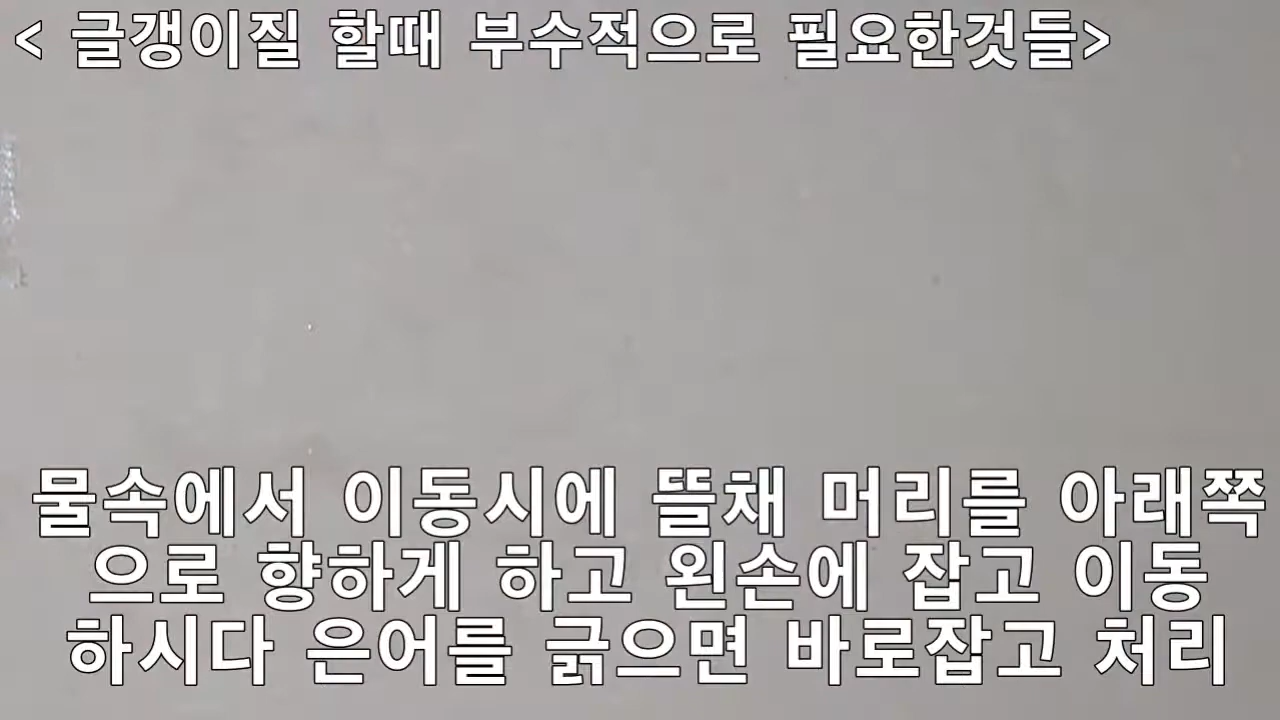 < 글갱이질 할때 부수적으로 필요한것들>
물속에서 이동시에 뜰채 머리를 아래쪽
으로 향하게 하고 왼손에 잡고 이동
하시다 은어를 긁으면 바로잡고 처리